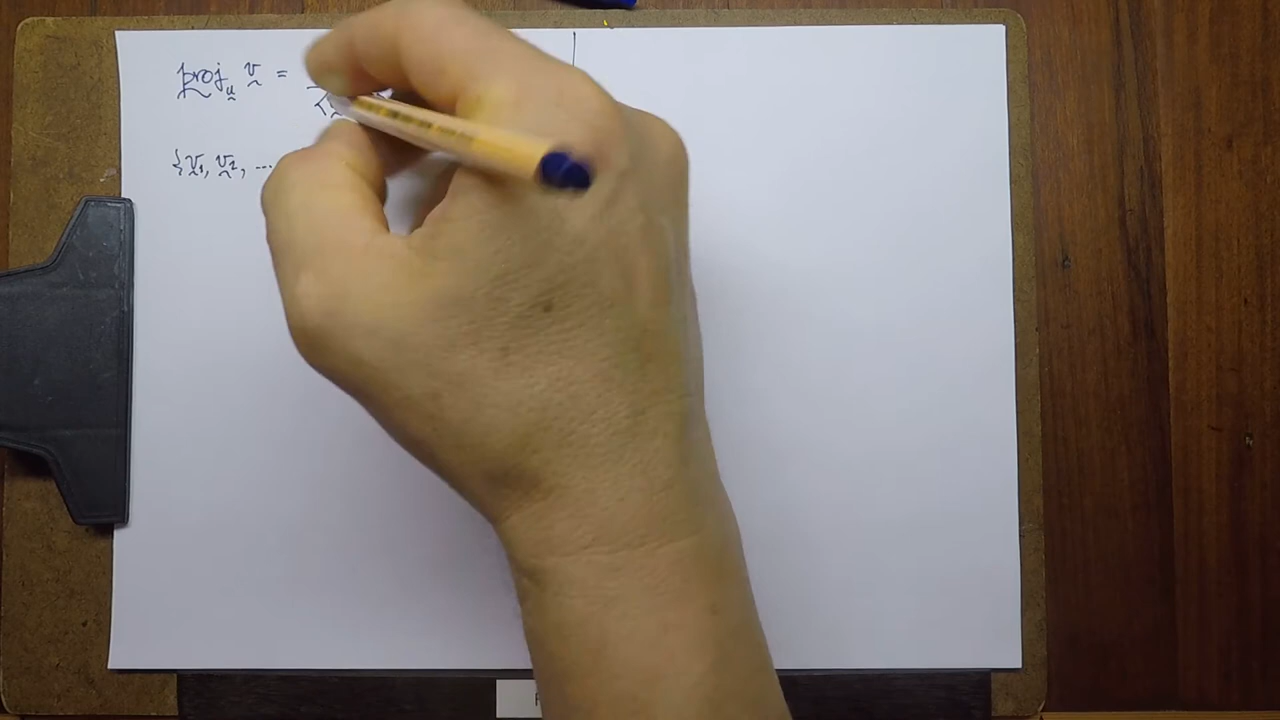 proj_u v =
{v1, v2, ...